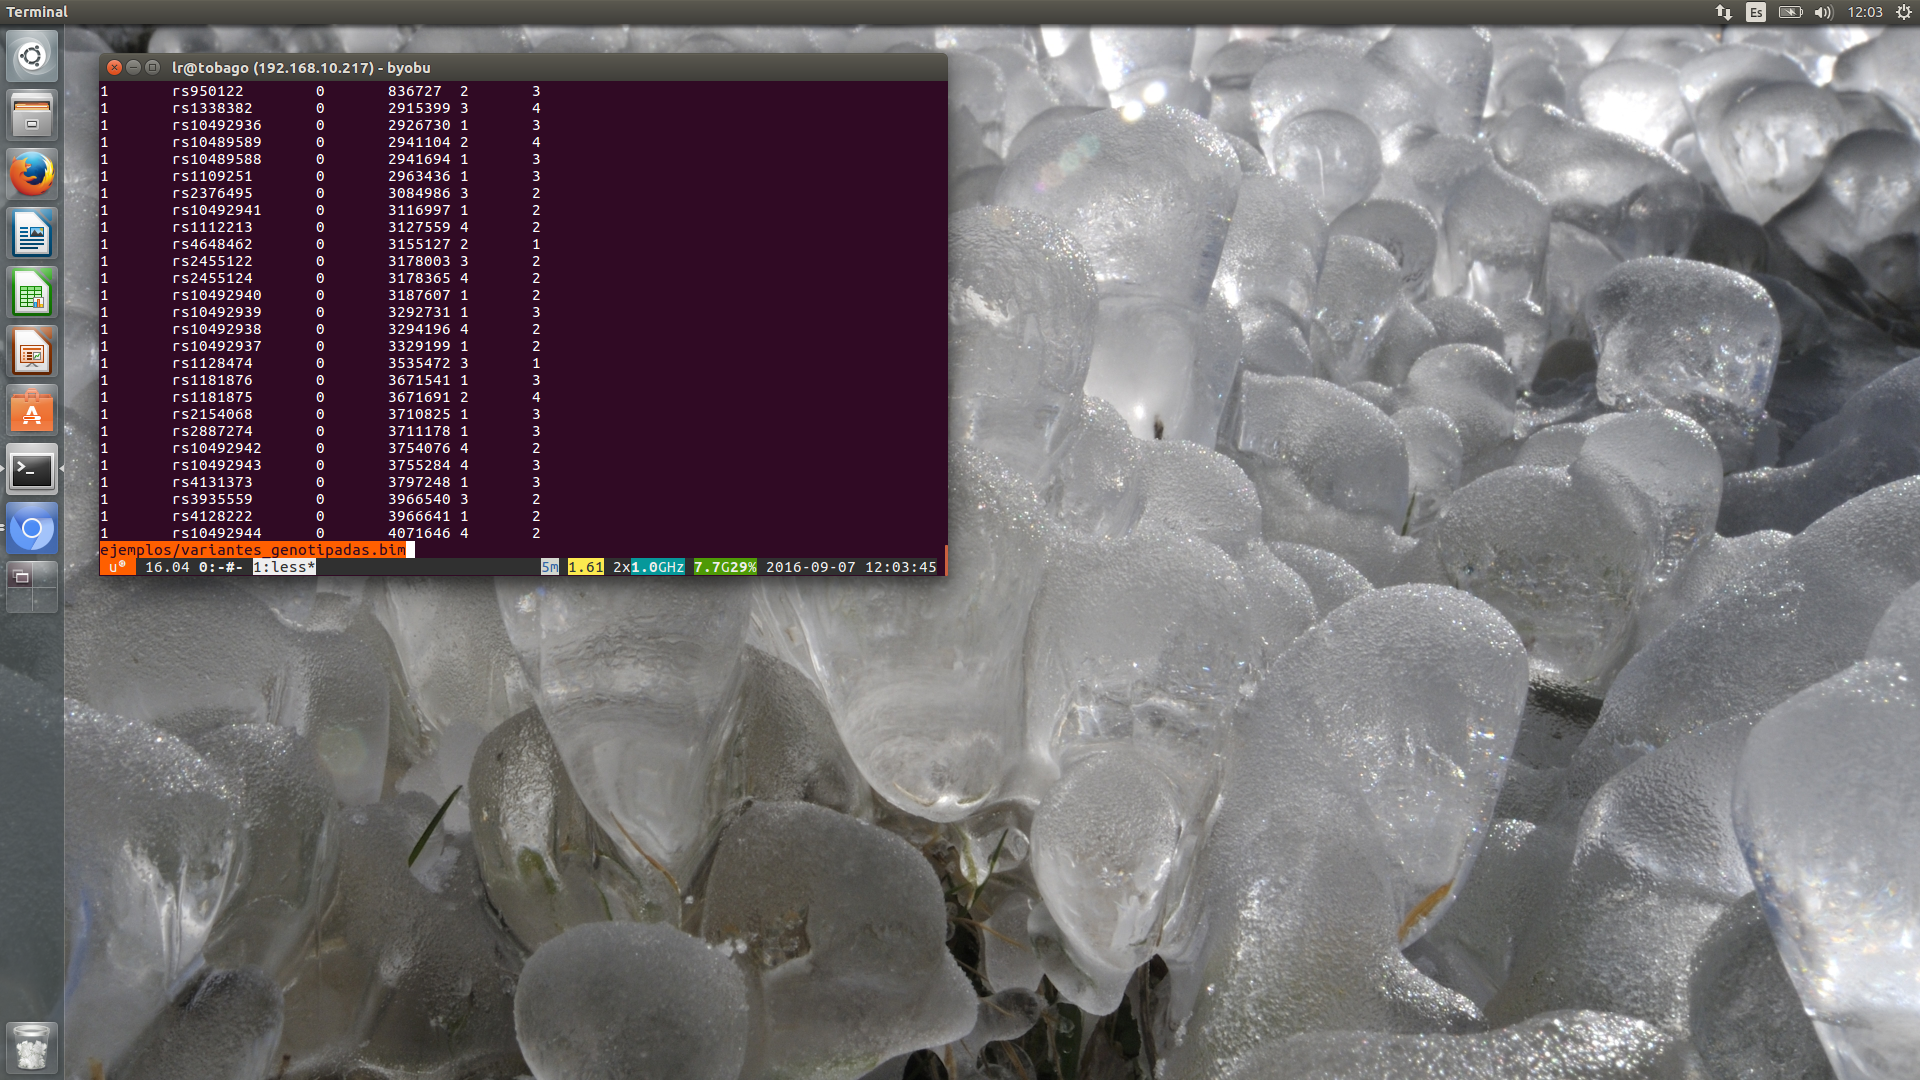 Terminal
Es
12:03
lr@tobago (192.168.10.217) - byobu
1 rs950122 0 836727 2 3
1 rs1338382 0 2915399 3 4
1 rs10492936 0 2926730 1 3
1 rs10489589 0 2941104 2 4
1 rs10489588 0 2941694 1 3
1 rs1109251 0 2963436 1 3
1 rs2376495 0 3084986 3 2
1 rs10492941 0 3116997 1 2
1 rs1112213 0 3127559 4 2
1 rs4648462 0 3155127 2 1
1 rs2455122 0 3178003 3 2
1 rs2455124 0 3178365 4 2
1 rs10492940 0 3187607 1 2
1 rs10492939 0 3292731 1 3
1 rs10492938 0 3294196 4 2
1 rs10492937 0 3329199 1 2
1 rs1128474 0 3535472 3 1
1 rs1181876 0 3671541 1 3
1 rs1181875 0 3671691 2 4
1 rs2154068 0 3710825 1 3
1 rs2887274 0 3711178 1 3
1 rs10492942 0 3754076 4 2
1 rs10492943 0 3755284 4 3
1 rs4131373 0 3797248 1 3
1 rs3935559 0 3966540 3 2
1 rs4128222 0 3966641 1 2
1 rs10492944 0 4071646 4 2
ejemplos/variantes_genotipadas.bim
u® 16.04 0:-#- 1:less* 5m 1.61 2x1.0GHz 7.7G29% 2016-09-07 12:03:45